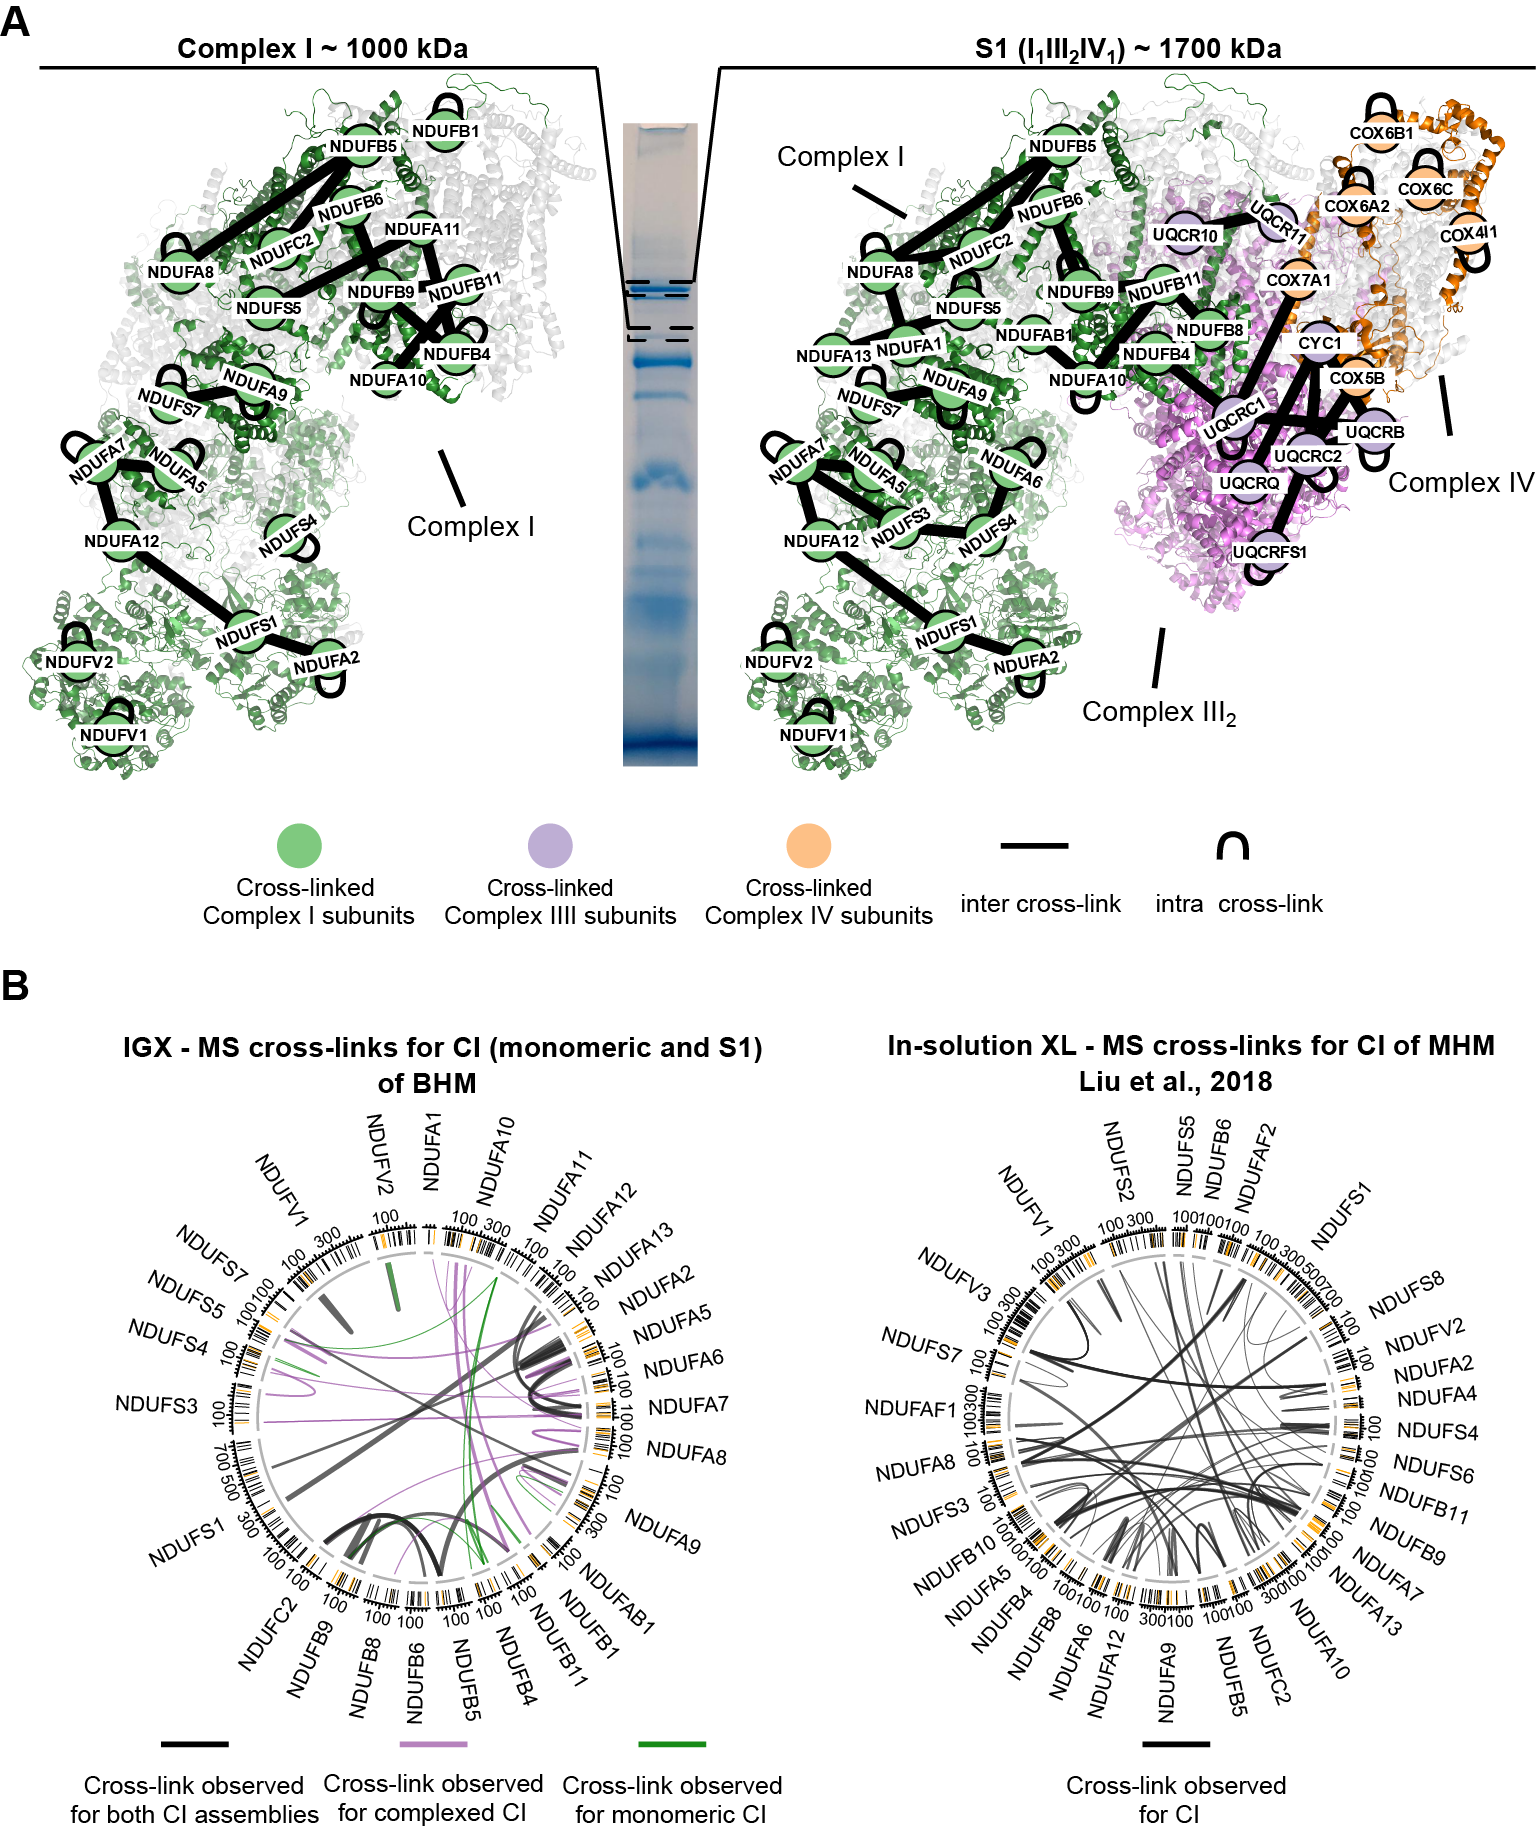 A
Complex I ~ 1000 kDa
S1 (I1III2IV1) ~ 1700 kDa
NDUFB5
NDUFB1
NDUFB6
NDUFC2
NDUFA11
NDUFA8
NDUFS5
NDUFB9
NDUFB11
NDUFB4
NDUFA10
NDUFS7
NDUFA9
NDUFA7
NDUFA5
NDUFA12
NDUFS4
NDUFS1
NDUFV2
NDUFA2
NDUFV1
Complex I
Complex I
NDUFB5
NDUFB6
NDUFC2
NDUFA8
NDUFS5
NDUFB9
NDUFB11
NDUFAB1
NDUFB8
NDUFA13
NDUFA1
NDUFB4
NDUFA10
NDUFS7
NDUFA9
NDUFA7
NDUFA5
NDUFA6
NDUFS3
NDUFS4
NDUFA12
NDUFS1
NDUFV2
NDUFA2
NDUFV1
COX6B1
COX6C
COX6A2
COX4I1
UQCR10
UQCR11
COX7A1
CYC1
COX5B
UQCRC1
UQCRB
UQCRC2
UQCRQ
UQCRFS1
Complex IV
Complex III2
Cross-linked
Complex I subunits
Cross-linked
Complex IIII subunits
Cross-linked
Complex IV subunits
inter cross-link
intra cross-link
B
IGX - MS cross-links for CI (monomeric and S1)
of BHM
NDUFA1
NDUFA10
NDUFA11
NDUFA12
NDUFA13
NDUFA2
NDUFA5
NDUFA6
NDUFA7
NDUFA8
NDUFA9
NDUFAB1
NDUFB1
NDUFB11
NDUFB4
NDUFB5
NDUFB6
NDUFB8
NDUFB9
NDUFC2
NDUFS1
NDUFS3
NDUFS4
NDUFS5
NDUFS7
NDUFV1
NDUFV2
Cross-link observed
for both CI assemblies
Cross-link observed
for complexed CI
Cross-link observed
for monomeric CI
In-solution XL - MS cross-links for CI of MHM
Liu et al., 2018
NDUFS5
NDUFB6
NDUFAF2
NDUFS1
NDUFS8
NDUFV2
NDUFA2
NDUFA4
NDUFS4
NDUFS6
NDUFB11
NDUFB9
NDUFA7
NDUFA13
NDUFA10
NDUFC2
NDUFB5
NDUFA9
NDUFA12
NDUFA6
NDUFB8
NDUFB4
NDUFA5
NDUFB10
NDUFS3
NDUFA8
NDUFAF1
NDUFS7
NDUFV3
NDUFV1
NDUFS2
Cross-link observed
for CI